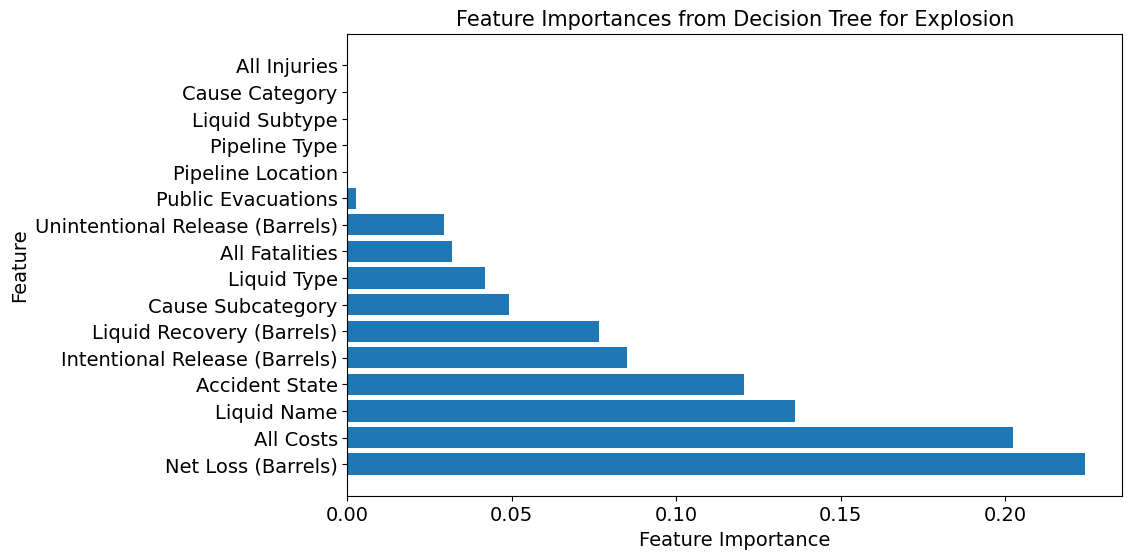 Feature Importances from Decision Tree for Explosion
All Injuries
Cause Category
Liquid Subtype
Pipeline Type
Pipeline Location
Public Evacuations
Unintentional Release (Barrels)
All Fatalities
Liquid Type
Cause Subcategory
Liquid Recovery (Barrels)
Intentional Release (Barrels)
Accident State
Liquid Name
All Costs
Net Loss (Barrels)
Feature
0.00 0.05 0.10 0.15 0.20
Feature Importance